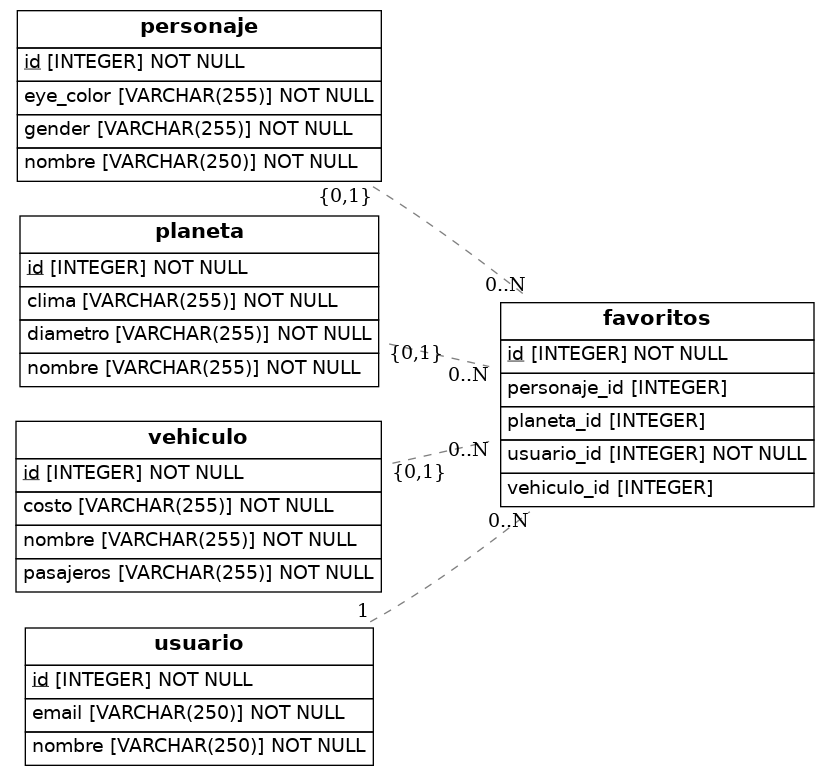 personaje
id [INTEGER] NOT NULL
eye_color [VARCHAR(255)] NOT NULL
gender [VARCHAR(255)] NOT NULL
nombre [VARCHAR(250)] NOT NULL
{0,1}
planeta
id [INTEGER] NOT NULL
clima [VARCHAR(255)] NOT NULL
diametro [VARCHAR(255)] NOT NULL
nombre [VARCHAR(255)] NOT NULL
{0,1}
vehiculo
id [INTEGER] NOT NULL
costo [VARCHAR(255)] NOT NULL
nombre [VARCHAR(255)] NOT NULL
pasajeros [VARCHAR(255)] NOT NULL
{0,1}
usuario
id [INTEGER] NOT NULL
email [VARCHAR(250)] NOT NULL
nombre [VARCHAR(250)] NOT NULL
1
0..N
0..N
0..N
0..N
favoritos
id [INTEGER] NOT NULL
personaje_id [INTEGER]
planeta_id [INTEGER]
usuario_id [INTEGER] NOT NULL
vehiculo_id [INTEGER]